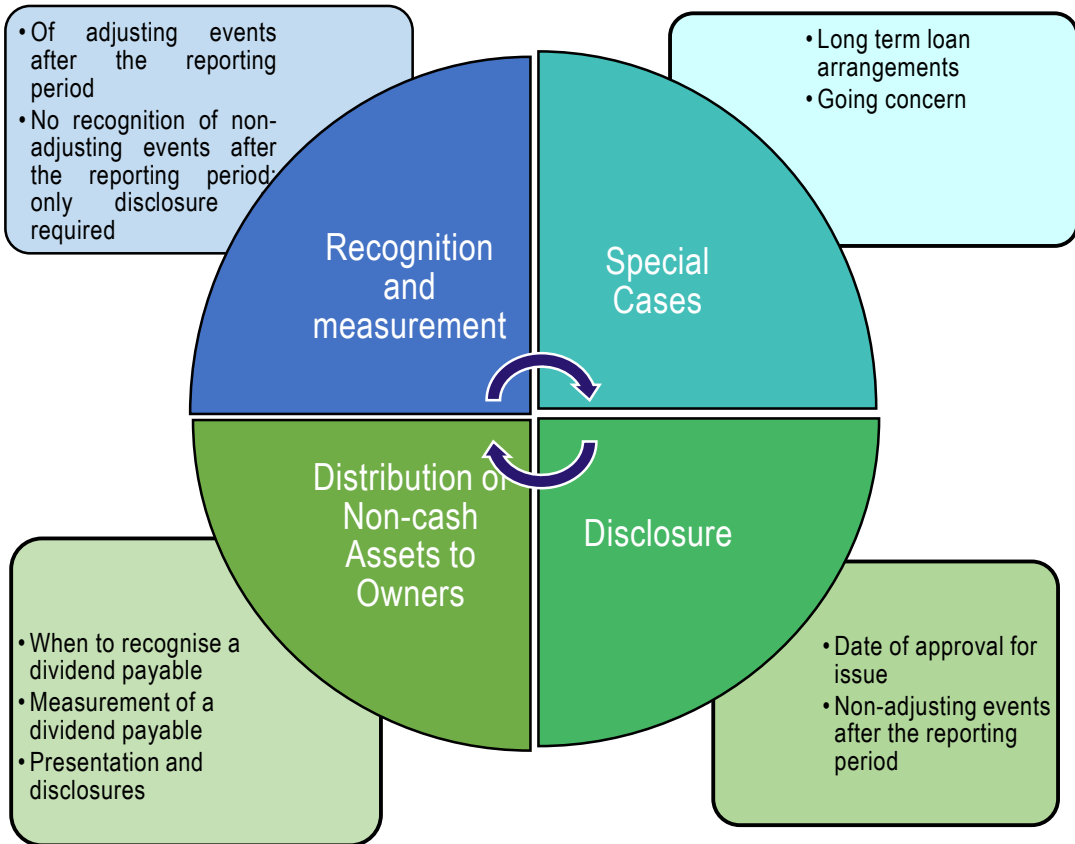 • Of adjusting events
after the reporting
period
• No recognition of non-
adjusting events after
the reporting period;
only disclosure
required
Recognition
and
measurement
• Long term loan
arrangements
• Going concern
Special
Cases
Distribution of
Non-cash
Assets to
Owners
• When to recognise a
dividend payable
• Measurement of a
dividend payable
• Presentation and
disclosures
Disclosure
• Date of approval for
issue
• Non-adjusting events
after the reporting
period